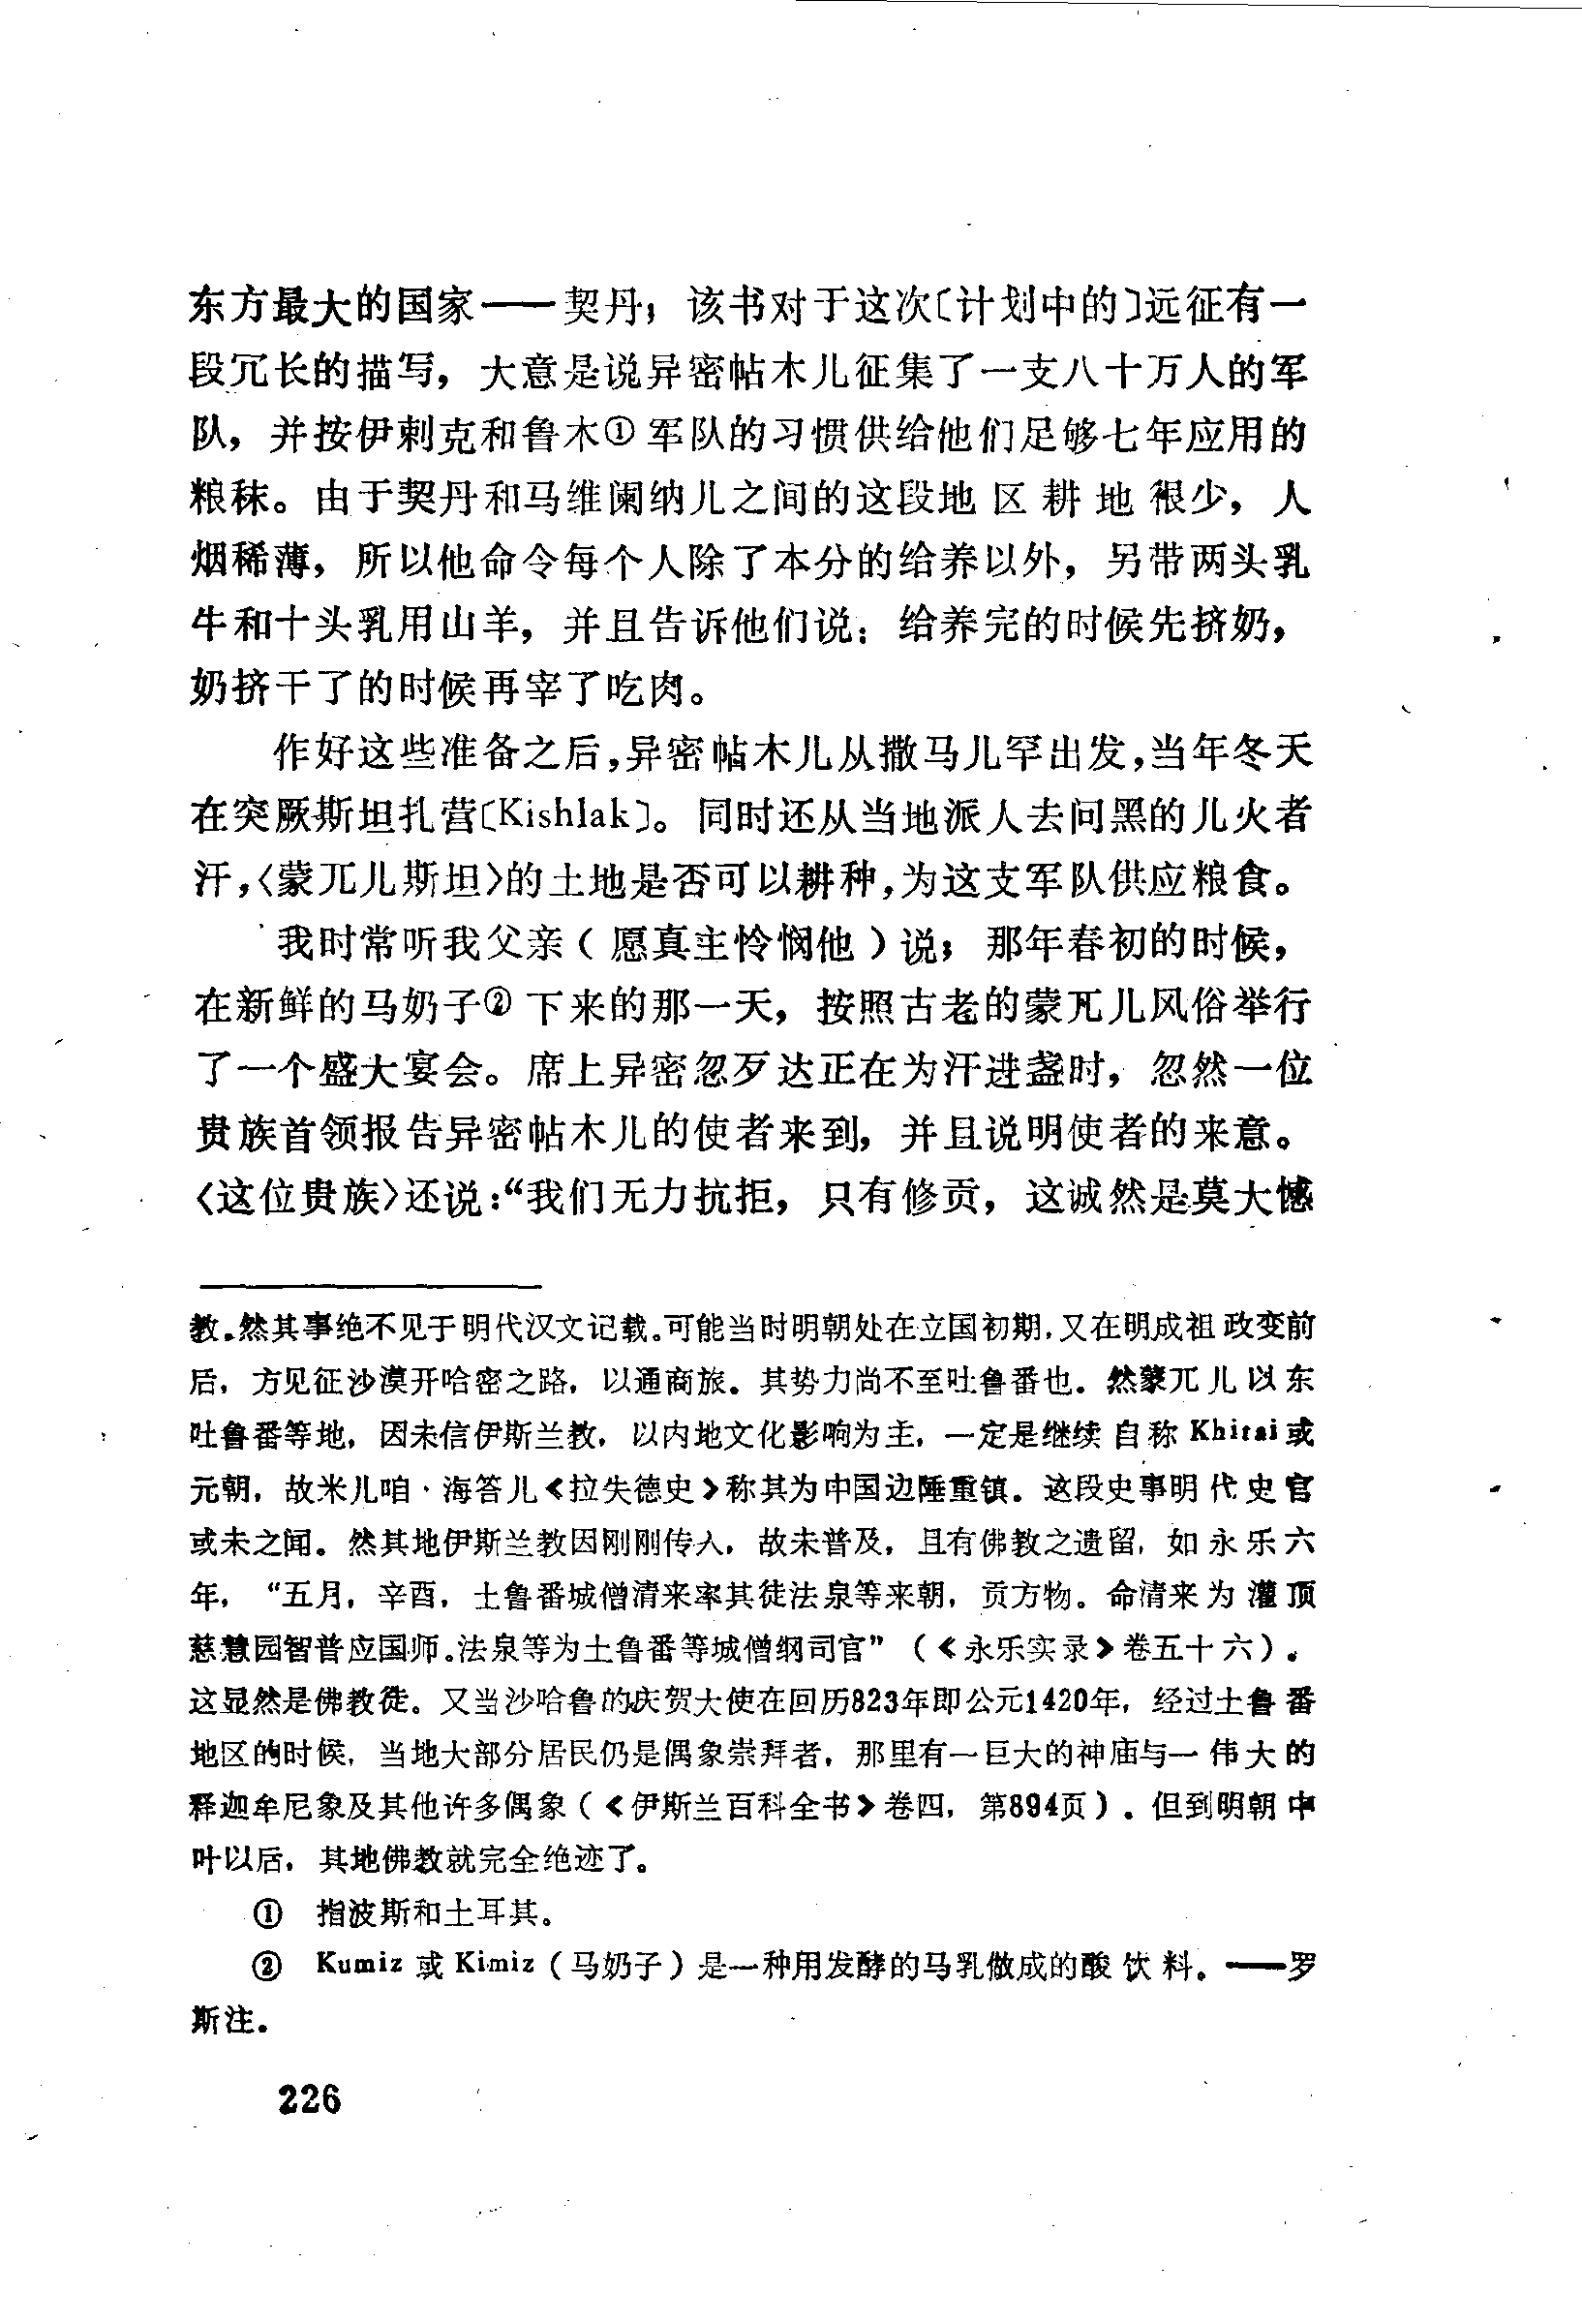 东方最大的国家——契丹；该书对于这次〔计划中的〕远征有一
段冗长的描写，大意是说异密帖木儿征集了一支八十万人的军
队，并按伊剌克和鲁木①军队的习惯供给他们足够七年应用的
粮秣。由于契丹和马维阑纳儿之间的这段地区耕地很少，人
烟稀薄，所以他命令每个人除了本分的给养以外，另带两头乳
牛和十头乳用山羊，并且告诉他们说：给养完的时候先挤奶，
奶挤干了的时候再宰了吃肉。
作好这些准备之后，异密帖木儿从撒马儿罕出发，当年冬天
在突厥斯坦扎营〔Kishlak〕。同时还从当地派人去问黑的儿火者
汗，〈蒙兀儿斯坦〉的土地是否可以耕种，为这支军队供应粮食。
我时常听我父亲（愿真主怜悯他）说；那年春初的时候，
在新鲜的马奶子②下来的那一天，按照古老的蒙兀儿风俗举行
了一个盛大宴会。席上异密忽歹达正在为汗进盏时，忽然一位
贵族首领报告异密帖木儿的使者来到，并且说明使者的来意。
〈这位贵族〉还说：“我们无力抗拒，只有修贡，这诚然是莫大憾
教。然其事绝不见于明代汉文记载。可能当时明朝处在立国初期，又在明成祖政变前
后，方见征沙漠开哈密之路，以通商旅。其势力尚不至吐鲁番也。然蒙兀儿以东
吐鲁番等地，因未信伊斯兰教，以内地文化影响为主，一定是继续自称Khitai或
元朝，故米儿咱·海答儿《拉失德史》称其为中国边陲重镇。这段史事明代史官
或未之闻。然其地伊斯兰教因刚刚传入，故未普及，且有佛教之遗留，如永乐六
年，“五月，辛酉，土鲁番城僧清来率其徒法泉等来朝，贡方物。命清来为灌顶
慈慧园智普应国师。法泉等为土鲁番等城僧纲司官”（《永乐实录》卷五十六）。
这显然是佛教徒。又当沙哈鲁的庆贺大使在回历823年即公元1420年，经过土鲁番
地区的时候，当地大部分居民仍是偶象崇拜者，那里有一巨大的神庙与一伟大的
释迦牟尼象及其他许多偶象（《伊斯兰百科全书》卷四，第894页）。但到明朝中
叶以后，其地佛教就完全绝迹了。
① 指波斯和土耳其。
② Kumiz 或 Kimiz（马奶子）是一种用发酵的马乳做成的酸饮料。——罗
斯注。
226